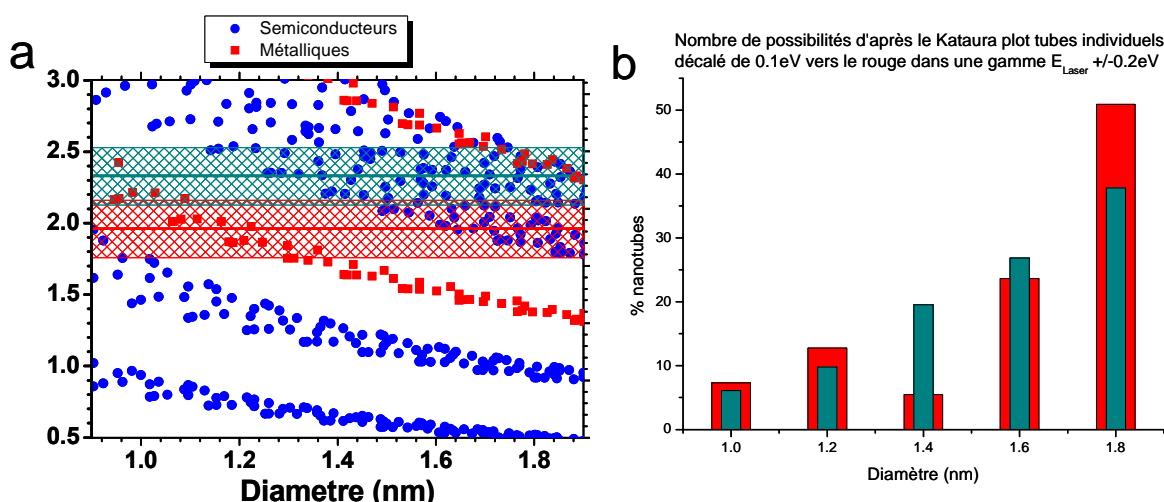 Semiconducteurs
Métalliques
a
3.0
2.5
2.0
1.5
1.0
0.5
1.0 1.2 1.4 1.6 1.8
Diametre (nm)
b
Nombre de possibilités d'après le Kataura plot tubes individuels
décalé de 0.1eV vers le rouge dans une gamme E Laser +/-0.2eV
% nanotubes
50
40
30
20
10
0
1.0 1.2 1.4 1.6 1.8
Diamètre (nm)